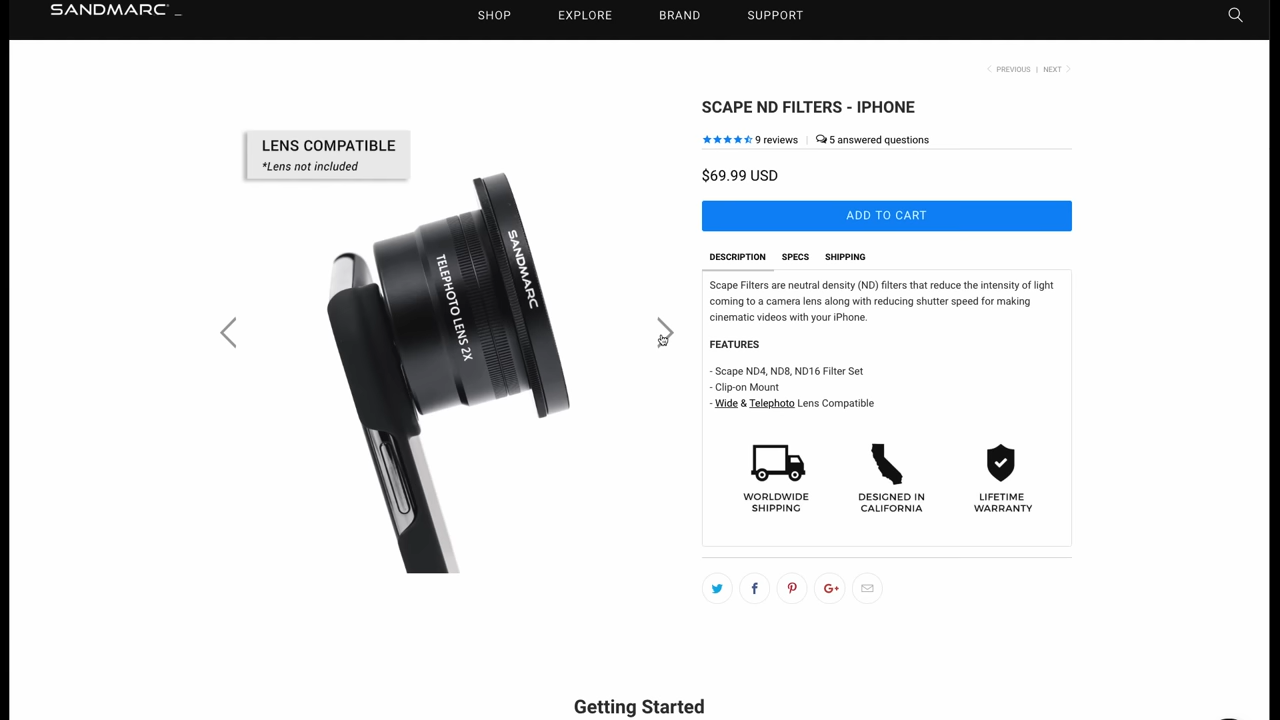 SANDMARC
SHOP EXPLORE BRAND SUPPORT
PREVIOUS | NEXT
LENS COMPATIBLE
*Lens not included
SANDMARC
TELEPHOTO LENS 2X
SCAPE ND FILTERS - IPHONE
9 reviews | 5 answered questions
$69.99 USD
ADD TO CART
DESCRIPTION SPECS SHIPPING
Scape Filters are neutral density (ND) filters that reduce the intensity of light
coming to a camera lens along with reducing shutter speed for making
cinematic videos with your iPhone.
FEATURES
- Scape ND4, ND8, ND16 Filter Set
- Clip-on Mount
- Wide & Telephoto Lens Compatible
WORLDWIDE
SHIPPING
DESIGNED IN
CALIFORNIA
LIFETIME
WARRANTY
G+
Getting Started